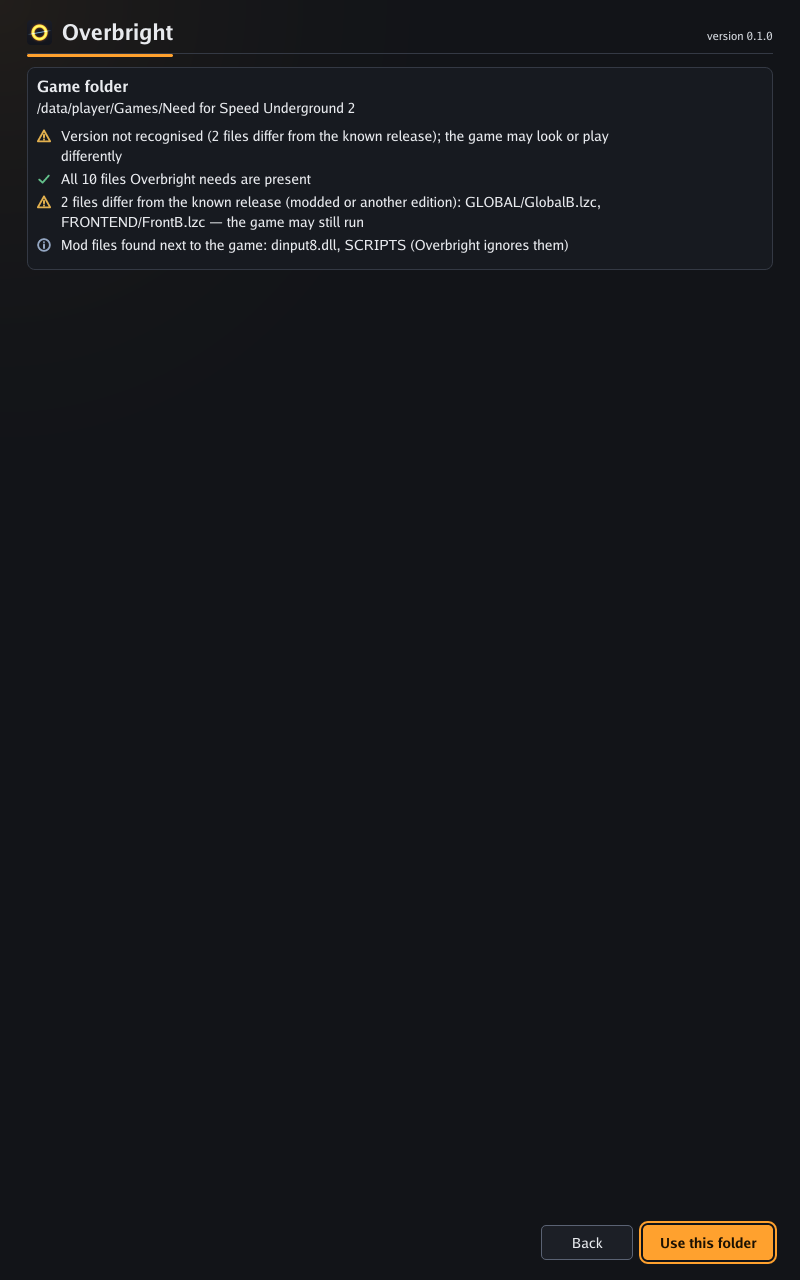 Overbright
version 0.1.0
Game folder
/data/player/Games/Need for Speed Underground 2
Version not recognised (2 files differ from the known release); the game may look or play
differently
All 10 files Overbright needs are present
2 files differ from the known release (modded or another edition): GLOBAL/GlobalB.lzc,
FRONTEND/FrontB.lzc — the game may still run
Mod files found next to the game: dinput8.dll, SCRIPTS (Overbright ignores them)
Back
Use this folder